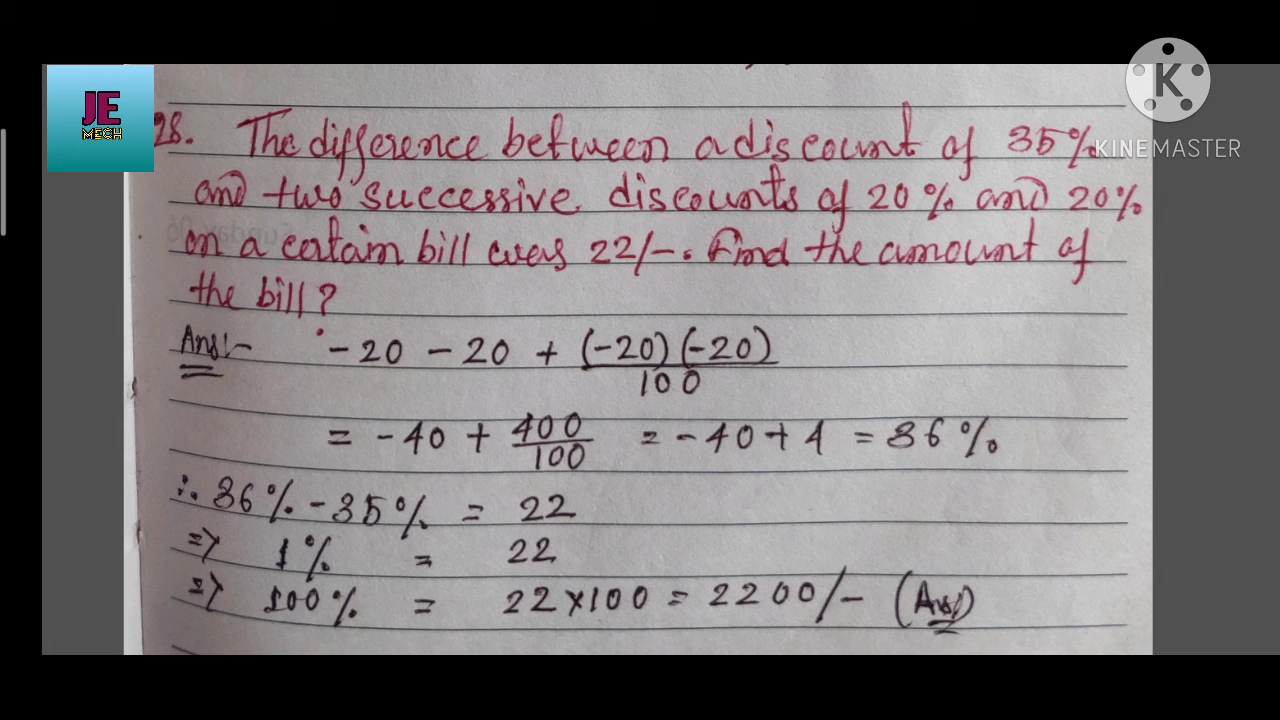 JE
MECH
K
KINEMASTER
28. The difference between a discount of 35%
and two successive discounts of 20% and 20%
on a certain bill was 22/-. Find the amount of
the bill?
Ans:- -20 -20 + (-20)(-20)
100
= -40 + 400/100 = -40+4 = 36%
∴ 36% - 35% = 22
=> 1% = 22
=> 100% = 22×100 = 2200/- (Ans)